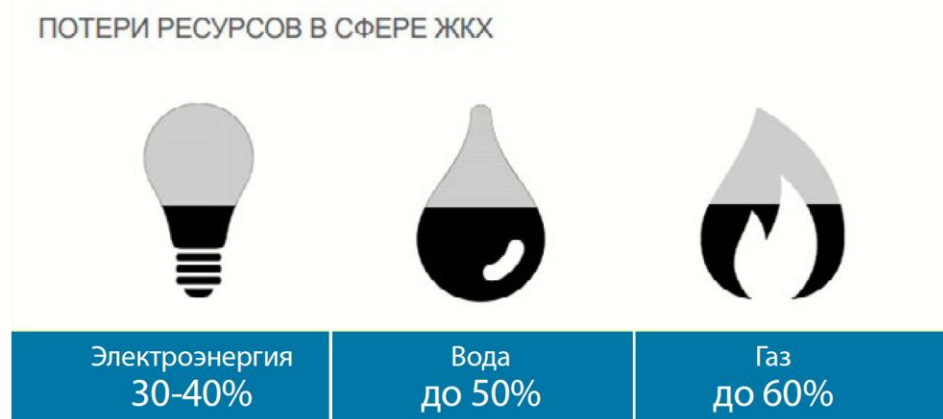 ПОТЕРИ РЕСУРСОВ В СФЕРЕ ЖКХ
Электроэнергия
30-40%
Вода
до 50%
Газ
до 60%